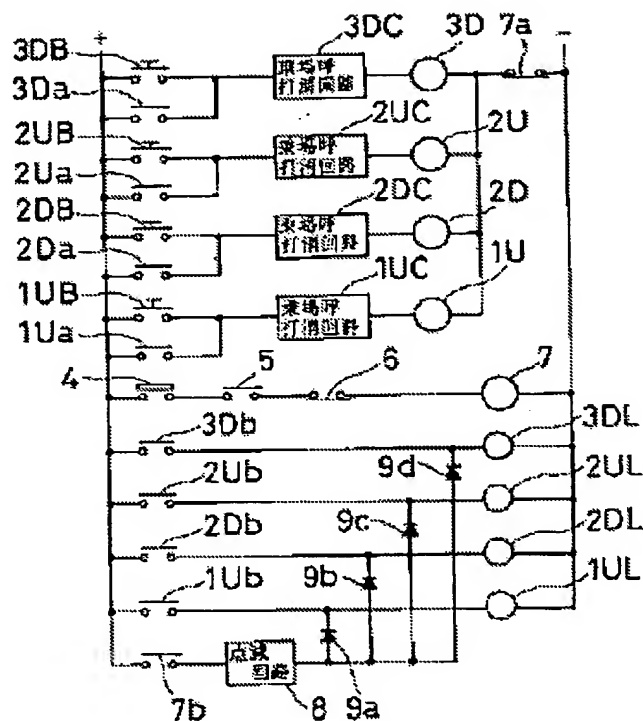 +
-
3DC
3D
7a
3DB
乗場呼
打消回路
3Da
2UC
2U
2UB
乗場呼
打消回路
2Ua
2DC
2D
2DB
乗場呼
打消回路
2Da
1UC
1U
1UB
乗場呼
打消回路
1Ua
4
5
6
7
3Db
3DL
9d
2Ub
2UL
9c
2Db
2DL
9b
1Ub
1UL
点滅
回路
7b
8
9a